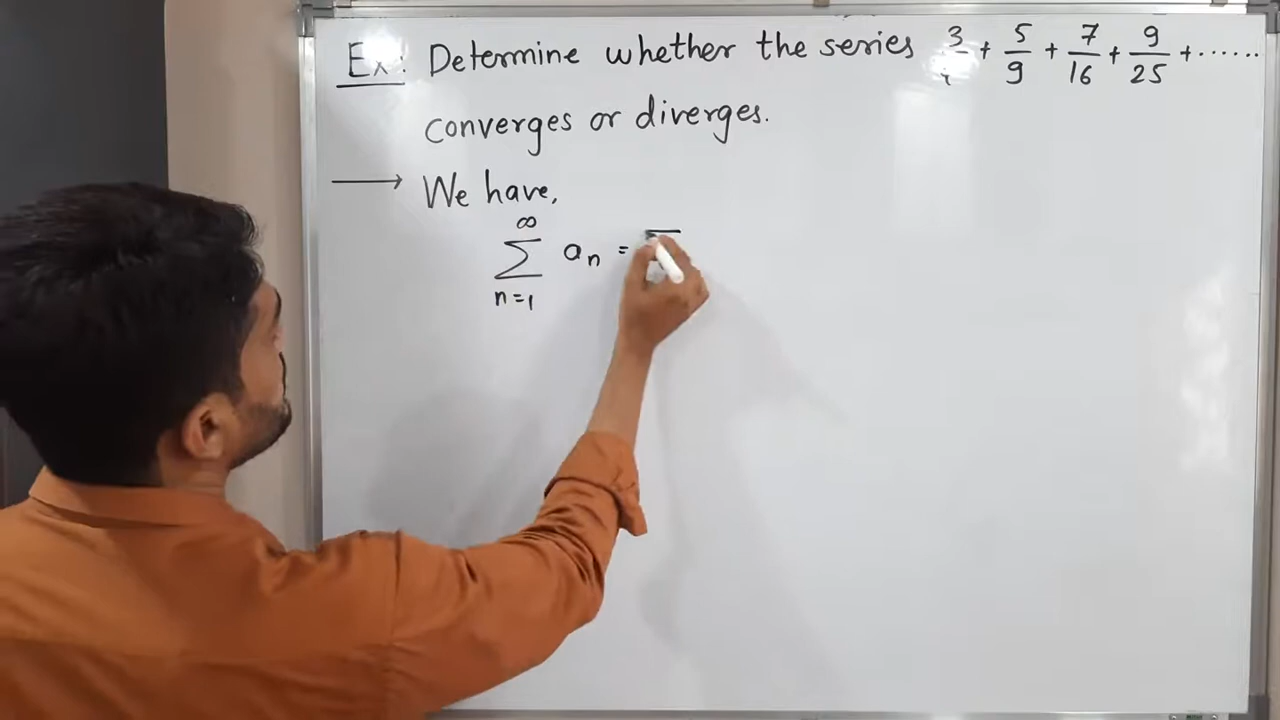 Ex: Determine whether the series 3/4 + 5/9 + 7/16 + 9/25 + ......
converges or diverges.
⟶ We have,
∞
∑ aₙ =
n=1